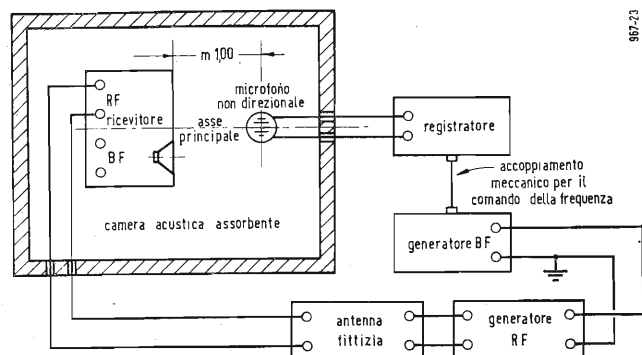 967-23
m 1,00
RF
ricevitore
BF
microfono
non direzionale
asse
principale
registratore
accoppiamento
meccanico per il
comando della frequenza
camera acustica assorbente
generatore BF
antenna
fittizia
generatore
RF